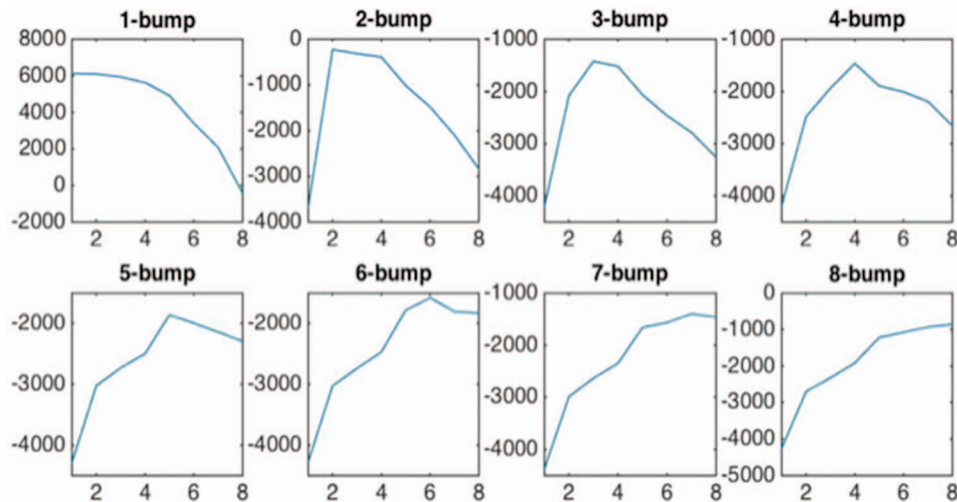 1-bump 2-bump 3-bump 4-bump
8000 0 -1000 -1000
6000 -1000 -2000 -2000
4000 -2000 -3000 -3000
2000 -3000 -4000 -4000
0 -4000
-2000
2 4 6 8 2 4 6 8 2 4 6 8 2 4 6 8
5-bump 6-bump 7-bump 8-bump
-2000 -2000 -1000 0
-3000 -3000 -2000 -1000
-4000 -4000 -3000 -2000
-4000 -3000
-4000
-5000
2 4 6 8 2 4 6 8 2 4 6 8 2 4 6 8